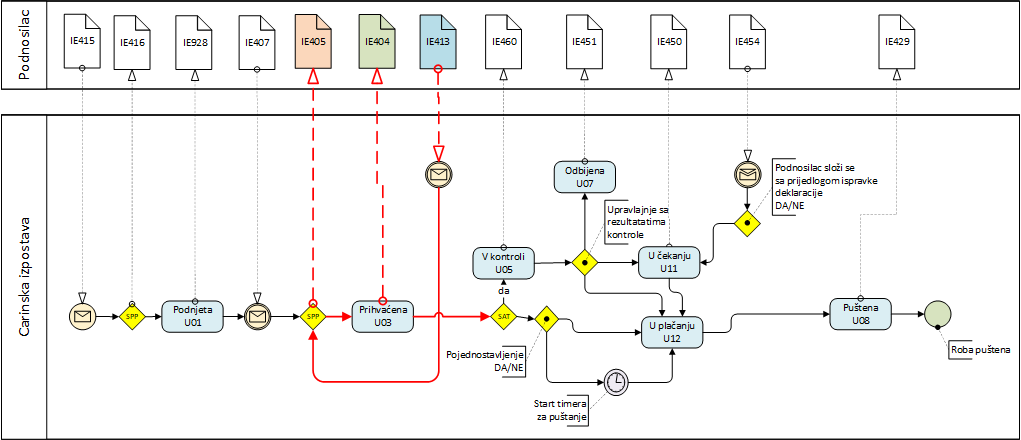 Podnosilac
IE415
IE416
IE928
IE407
IE405
IE404
IE413
IE460
IE451
IE450
IE454
IE429
Carinska izpostava
Odbijena
U07
Podnosilac složi se
sa prijedlogom ispravke
deklaracije
DA/NE
Upravlajnje sa
rezultatatima
kontrole
V kontroli
U05
U čekanju
U11
da
SPP
Podnjeta
U01
SPP
Prihvaćena
U03
SAT
U plačanju
U12
Puštena
U08
Pojednostavljenje
DA/NE
Roba puštena
Start timera
za puštanje